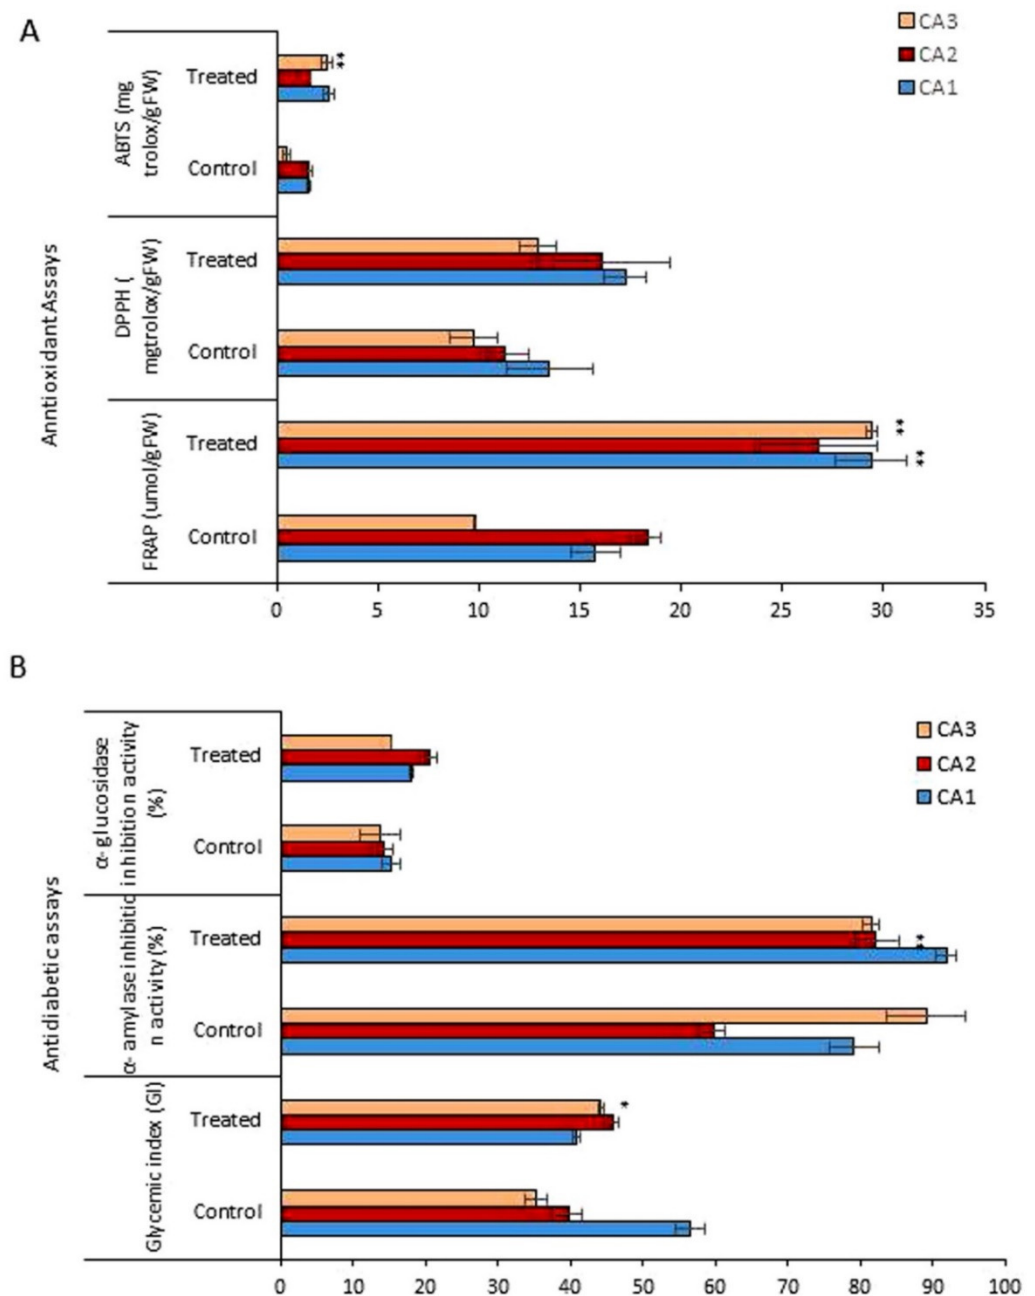 A
CA3
CA2
CA1
Anntioxidant Assays
ABTS (mg
trolox/gFW)
Treated
**
Control
DPPH (
mgtrolox/gFW)
Treated
Control
FRAP (umol/gFW)
Treated
**
**
Control
0 5 10 15 20 25 30 35
B
CA3
CA2
CA1
Antidiabetic assays
α- glucosidase
inhibition activity
(%)
Treated
Control
α- amylase inhibitio
n activity (%)
Treated
**
Control
Glycemic index (GI)
Treated
*
Control
0 10 20 30 40 50 60 70 80 90 100